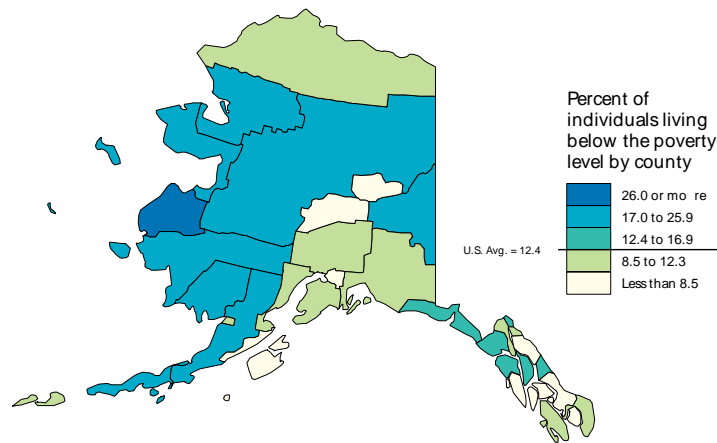 Percent of
individuals living
below the poverty
level by county
26.0 or mo re
17.0 to 25.9
12.4 to 16.9
U.S. Avg. = 12.4
8.5 to 12.3
Less than 8.5